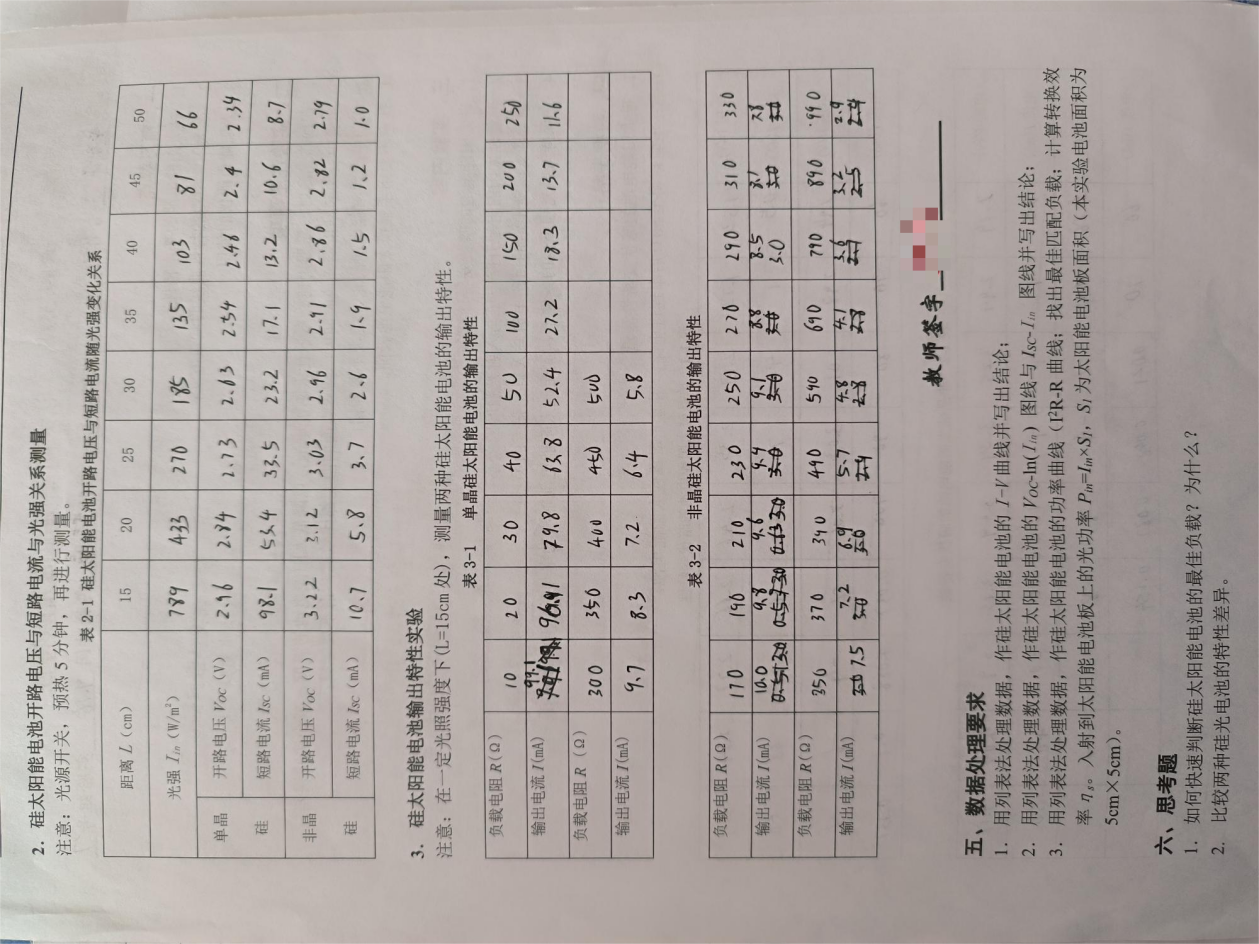 2. 硅太阳能电池开路电压与短路电流与光强关系测量
注意：光源开关，预热 5 分钟，再进行测量。
表 2-1 硅太阳能电池开路电压与短路电流随光强变化关系
距离 L（cm） 15 20 25 30 35 40 45 50
光强 Iin（W/m²） 789 433 270 185 135 103 81 66
单晶硅 开路电压 VOC（V） 2.96 2.84 2.73 2.63 2.54 2.46 2.4 2.34
短路电流 ISC（mA） 98.1 53.4 33.5 23.2 17.1 13.2 10.6 8.7
非晶硅 开路电压 VOC（V） 3.22 3.12 3.03 2.96 2.91 2.86 2.82 2.79
短路电流 ISC（mA） 10.7 5.8 3.7 2.6 1.9 1.5 1.2 1.0
3. 硅太阳能电池输出特性实验
注意：在一定光照强度下(L=15cm 处)，测量两种硅太阳能电池的输出特性。
表 3-1 单晶硅太阳能电池的输出特性
负载电阻 R(Ω) 10 20 30 40 50 100 150 200 250
输出电流 I(mA) 99.1 96.91 79.8 63.8 52.4 27.2 18.3 13.7 11.6
负载电阻 R（Ω） 300 350 400 450 500
输出电流 I(mA) 9.7 8.3 7.2 6.4 5.8
表 3-2 非晶硅太阳能电池的输出特性
负载电阻 R(Ω) 170 190 210 230 250 270 290 310 330
输出电流 I(mA) 10.0 9.8 9.6 9.4 9.1 8.8 8.5 8.1 7.8
3.0
负载电阻 R(Ω) 350 370 390 440 540 690 790 890 990
输出电流 I(mA) 7.5 7.2 6.9 5.7 4.8 4.1 3.6 3.2 2.9
教师签字
五、数据处理要求
1. 用列表法处理数据，作硅太阳能电池的 I-V 曲线并写出结论；
2. 用列表法处理数据，作硅太阳能电池的 VOC-ln(Iin) 图线与 ISC-Iin 图线并写出结论；
3. 用列表法处理数据，作硅太阳能电池的功率曲线（I²R-R 曲线；找出最佳匹配负载；计算转换效
率 ηs。入射到太阳能电池板上的光功率 Pin=Iin×S1，S1 为太阳能电池板面积（本实验电池面积为
5cm×5cm）。
六、思考题
1. 如何快速判断硅太阳能电池的最佳负载？为什么？
2. 比较两种硅光电池的特性差异。